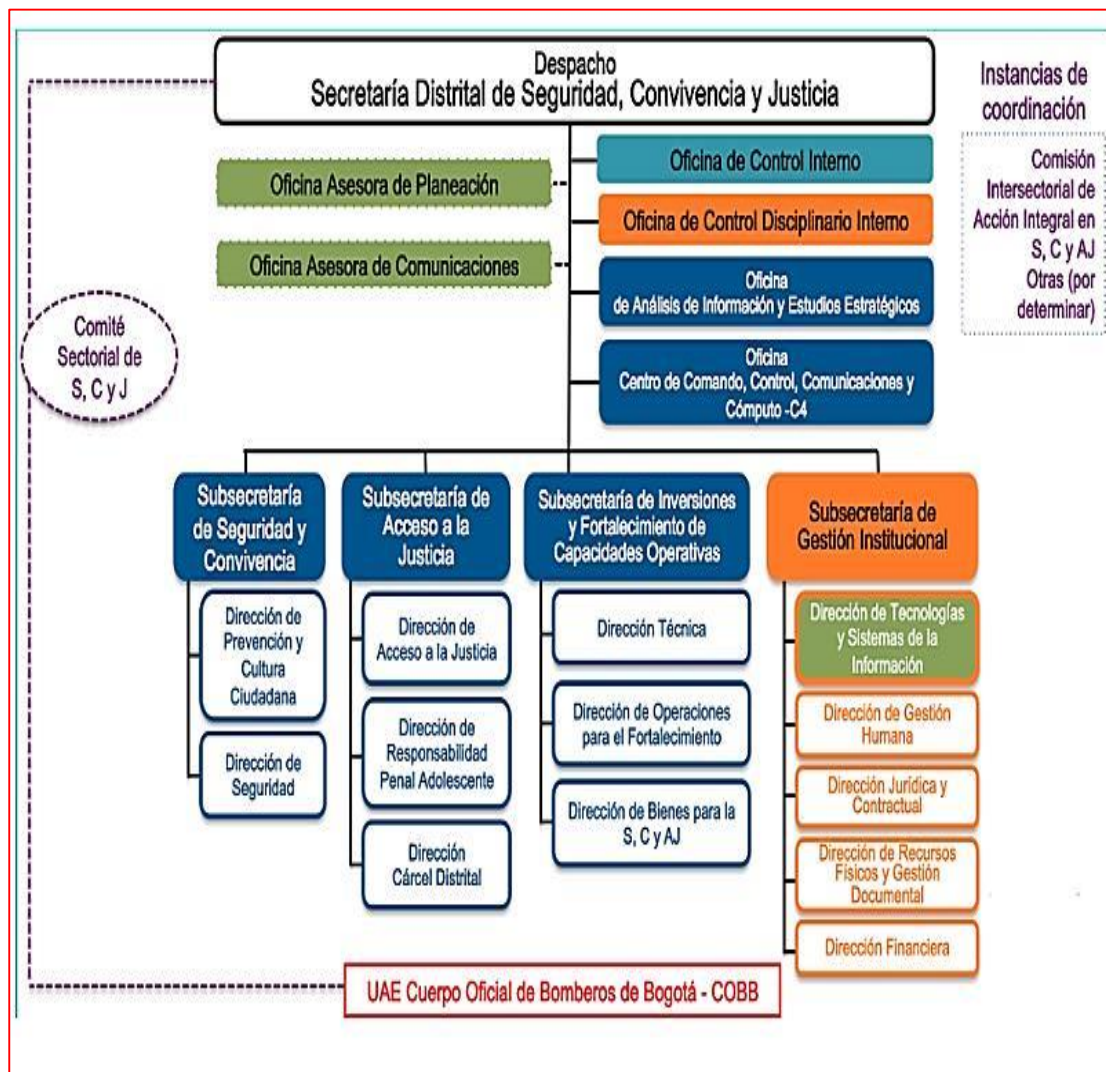 Despacho
Secretaría Distrital de Seguridad, Convivencia y Justicia
Instancias de
coordinación
Comisión
Intersectorial de
Acción Integral en
S, C y AJ
Otras (por
determinar)
Oficina Asesora de Planeación
Oficina Asesora de Comunicaciones
Oficina de Control Interno
Oficina de Control Disciplinario Interno
Oficina
de Análisis de Información y Estudios Estratégicos
Oficina
Centro de Comando, Control, Comunicaciones y
Cómputo -C4
Comité
Sectorial de
S, C y J
Subsecretaría
de Seguridad y
Convivencia
Dirección de
Prevención y
Cultura
Ciudadana
Dirección de
Seguridad
Subsecretaría de
Acceso a la
Justicia
Dirección de
Acceso a la Justicia
Dirección de
Responsabilidad
Penal Adolescente
Dirección
Cárcel Distrital
Subsecretaría de Inversiones
y Fortalecimiento de
Capacidades Operativas
Dirección Técnica
Dirección de Operaciones
para el Fortalecimiento
Dirección de Bienes para la
S, C y AJ
Subsecretaría de
Gestión Institucional
Dirección de Tecnologías
y Sistemas de la
Información
Dirección de Gestión
Humana
Dirección Jurídica y
Contractual
Dirección de Recursos
Físicos y Gestión
Documental
Dirección Financiera
UAE Cuerpo Oficial de Bomberos de Bogotá - COBB